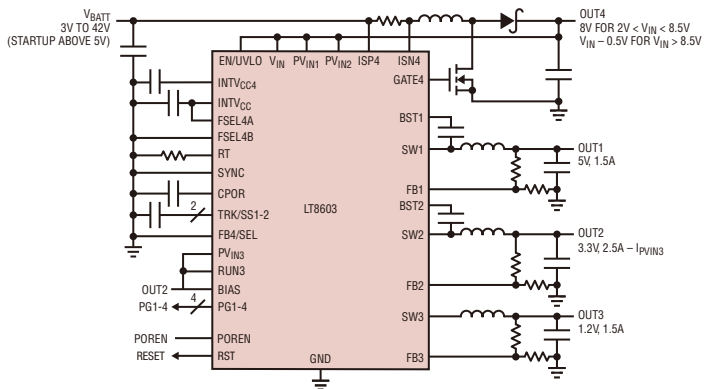 VBATT
3V TO 42V
(STARTUP ABOVE 5V)
OUT4
8V FOR 2V < VIN < 8.5V
VIN – 0.5V FOR VIN > 8.5V
EN/UVLO VIN PVIN1 PVIN2 ISP4 ISN4
INTVCC4
GATE4
INTVCC
FSEL4A
BST1
FSEL4B
RT
SW1
OUT1
5V, 1.5A
SYNC
CPOR
FB1
2
TRK/SS1-2
LT8603
BST2
FB4/SEL
SW2
OUT2
3.3V, 2.5A – IPVIN3
PVIN3
RUN3
OUT2
BIAS
FB2
4
PG1-4
PG1-4
SW3
OUT3
1.2V, 1.5A
POREN
POREN
RESET
RST
GND
FB3